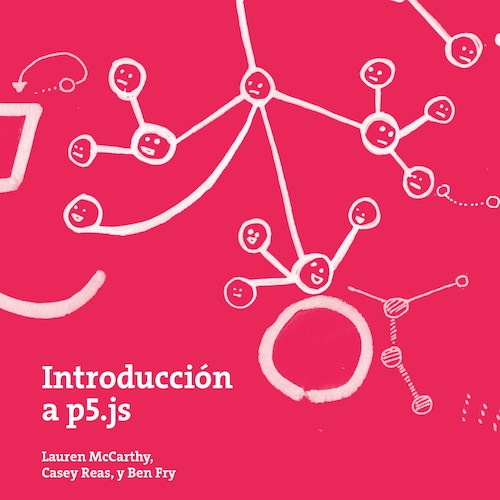 Introducción
a p5.js
Lauren McCarthy,
Casey Reas, y Ben Fry